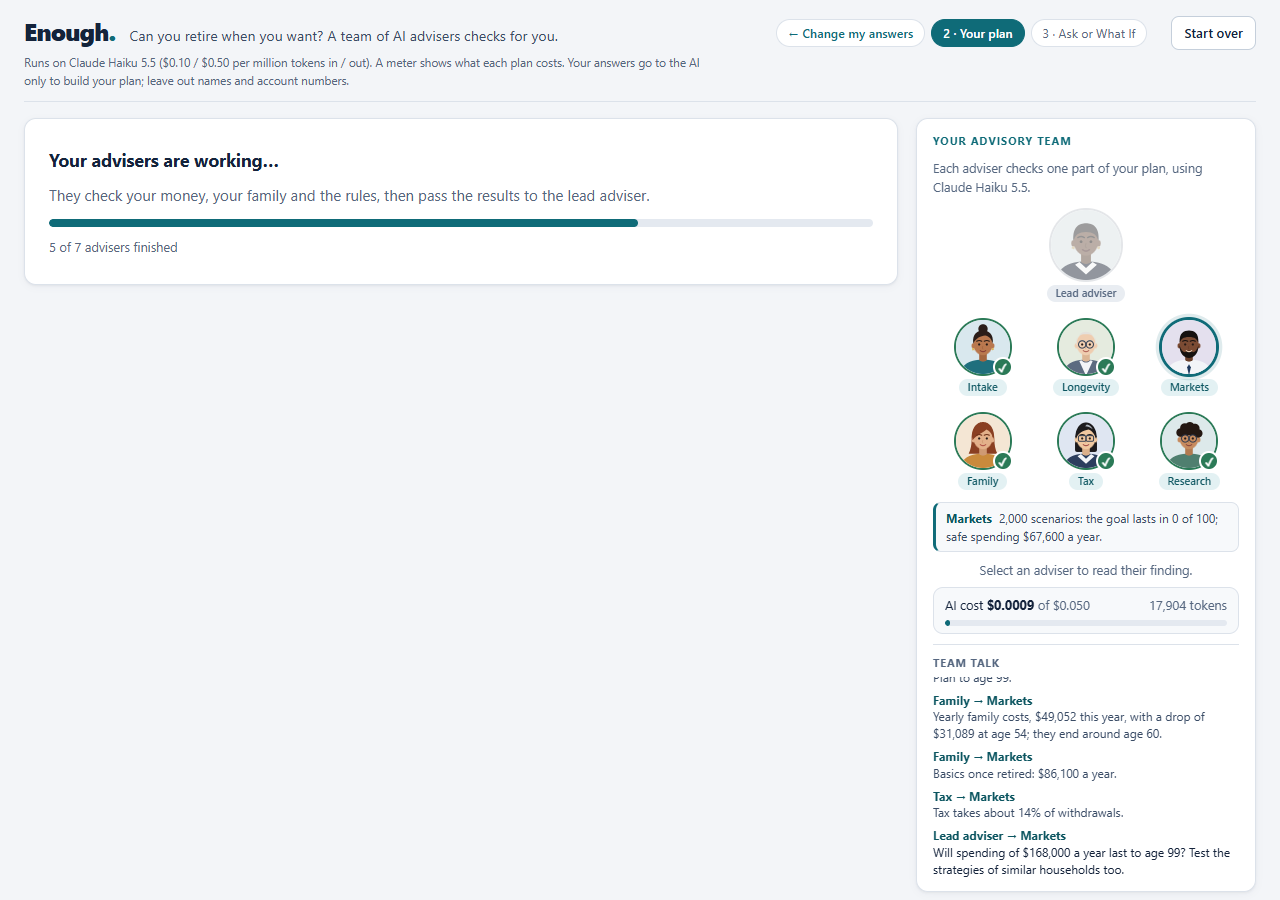 Enough. Can you retire when you want? A team of AI advisers checks for you.
Runs on Claude Haiku 5.5 ($0.10 / $0.50 per million tokens in / out). A meter shows what each plan costs. Your answers go to the AI
only to build your plan; leave out names and account numbers.
← Change my answers
2 · Your plan
3 · Ask or What If
Start over
Your advisers are working…
They check your money, your family and the rules, then pass the results to the lead adviser.
5 of 7 advisers finished
YOUR ADVISORY TEAM
Each adviser checks one part of your plan, using
Claude Haiku 5.5.
Lead adviser
Intake
Longevity
Markets
Family
Tax
Research
Markets 2,000 scenarios: the goal lasts in 0 of 100;
safe spending $67,600 a year.
Select an adviser to read their finding.
AI cost $0.0009 of $0.050
17,904 tokens
TEAM TALK
Plan to age 99.
Family → Markets
Yearly family costs, $49,052 this year, with a drop of
$31,089 at age 54; they end around age 60.
Family → Markets
Basics once retired: $86,100 a year.
Tax → Markets
Tax takes about 14% of withdrawals.
Lead adviser → Markets
Will spending of $168,000 a year last to age 99? Test the
strategies of similar households too.